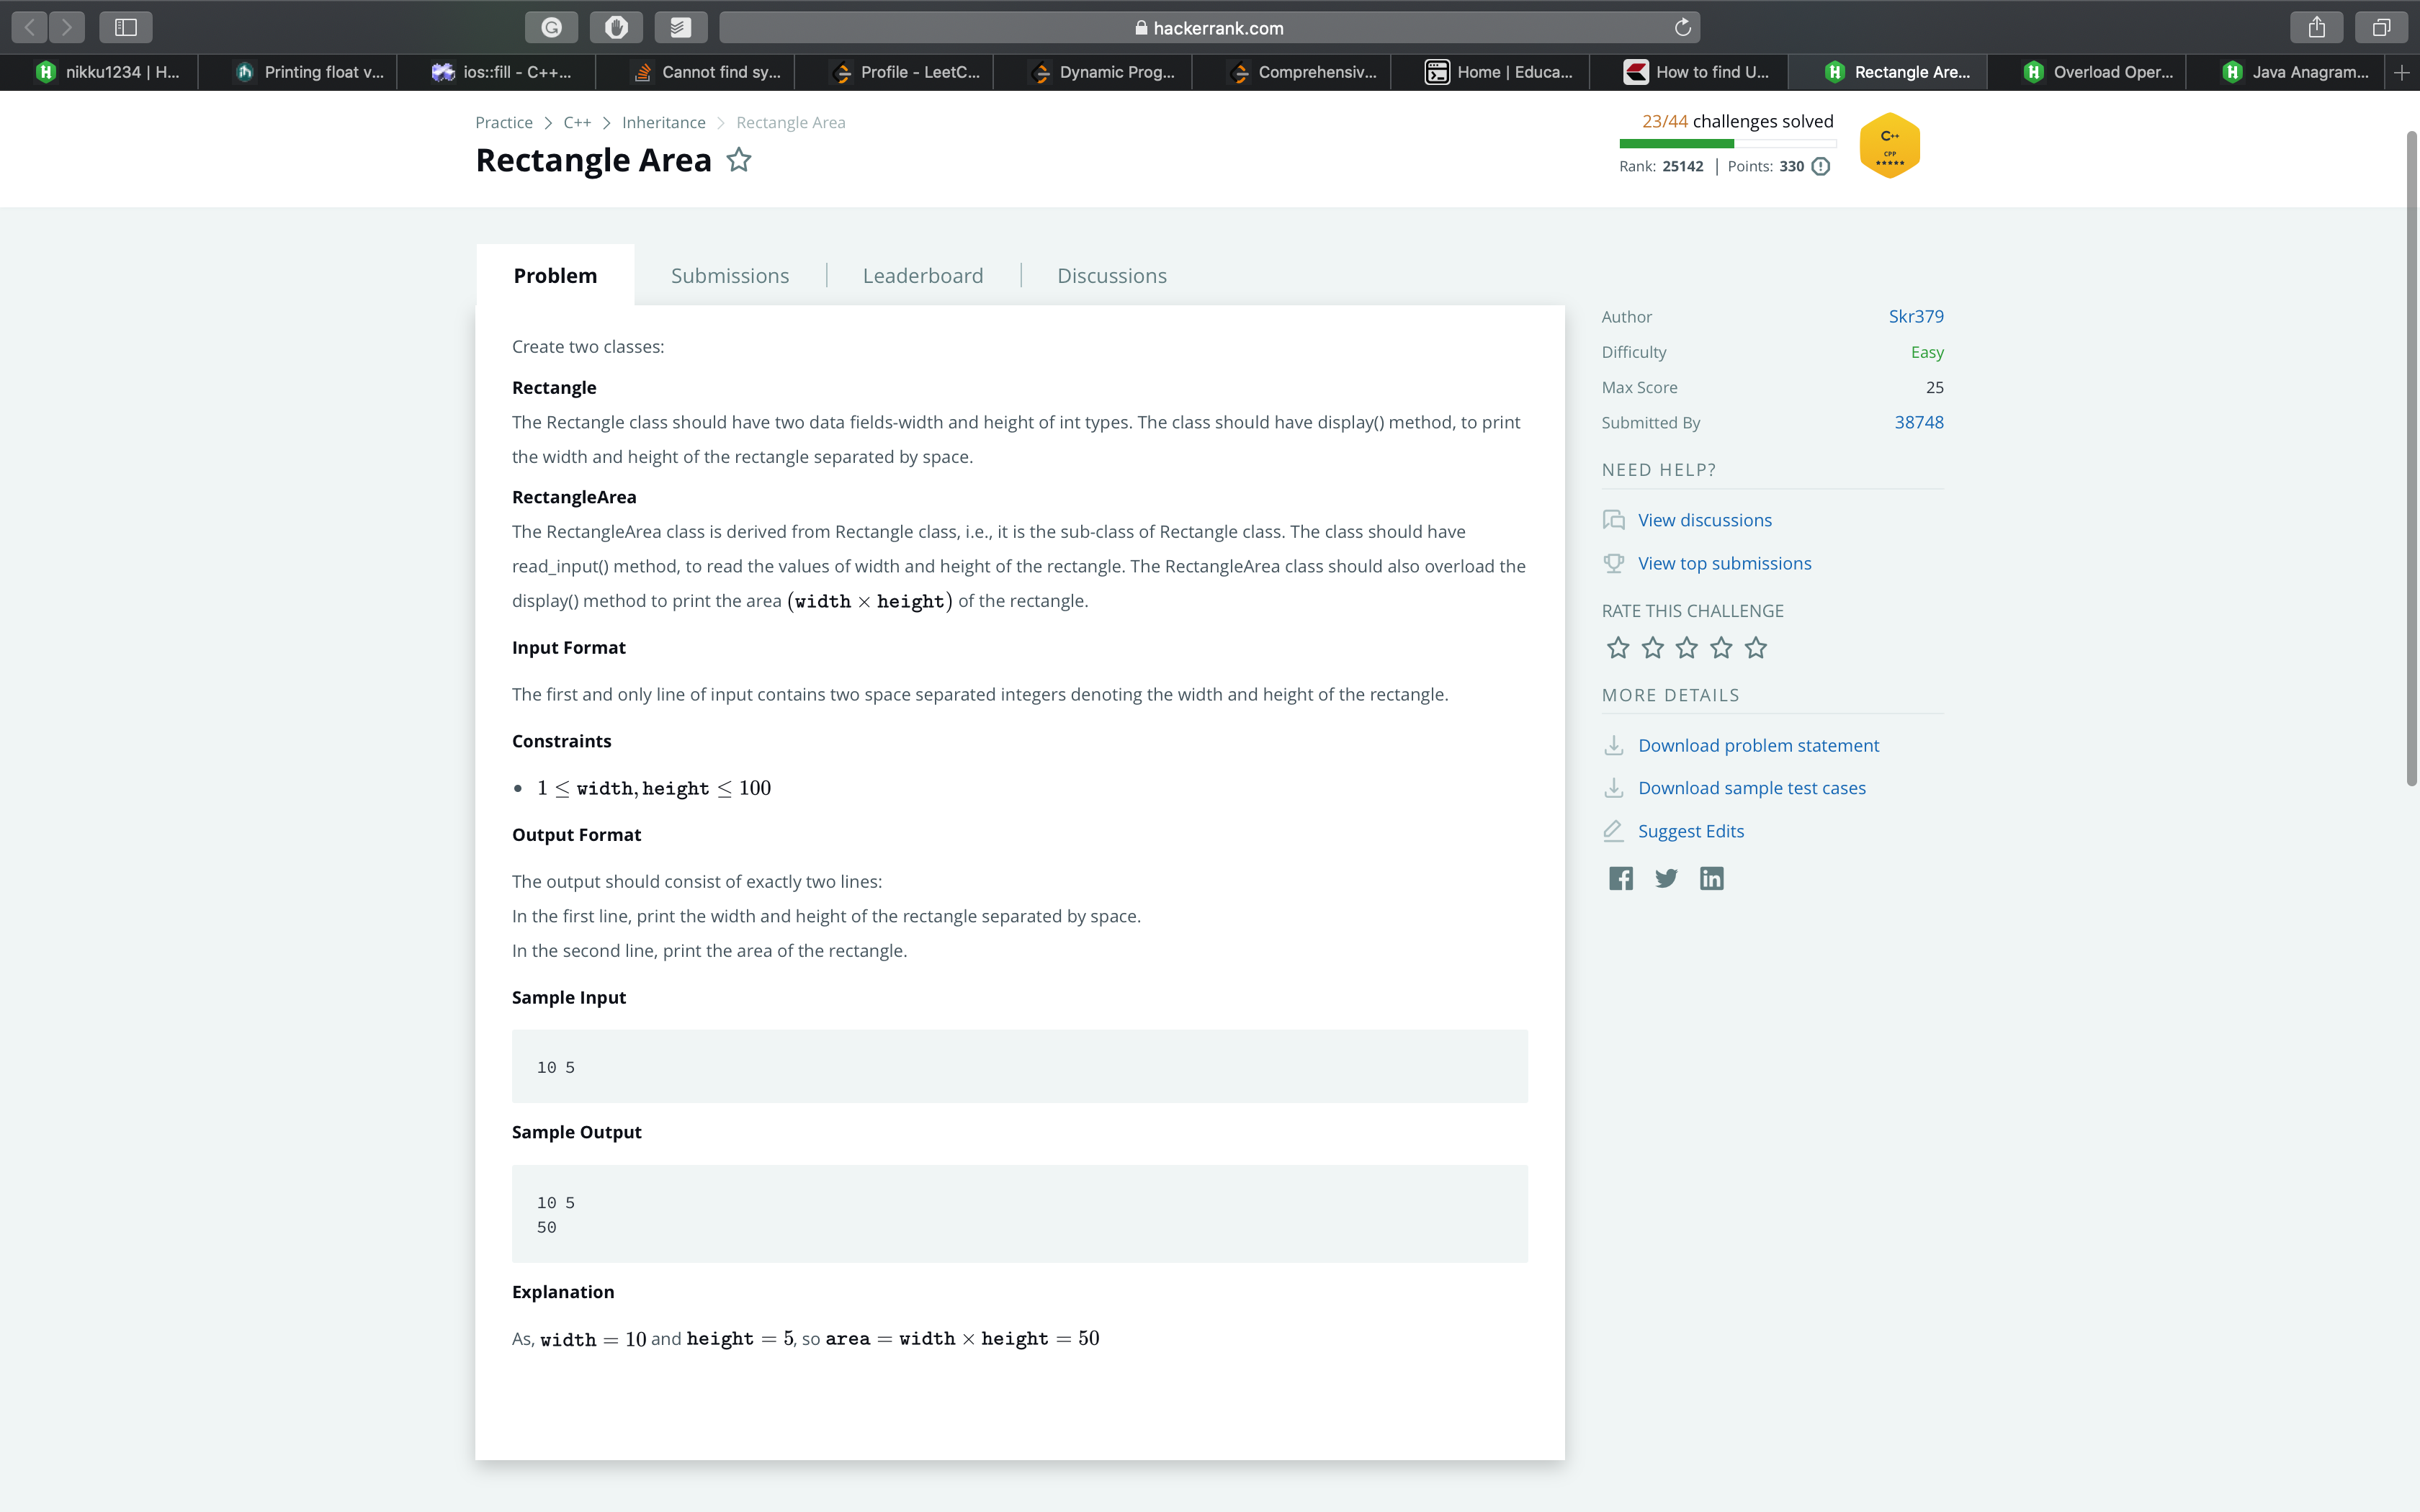 hackerrank.com
nikku1234 | H...
Printing float v...
ios::fill - C++...
Cannot find sy...
Profile - LeetC...
Dynamic Prog...
Comprehensiv...
Home | Educa...
How to find U...
Rectangle Are...
Overload Oper...
Java Anagram...
Practice > C++ > Inheritance > Rectangle Area
Rectangle Area
23/44 challenges solved
Rank: 25142 | Points: 330
C++
CPP
Problem
Submissions
Leaderboard
Discussions
Create two classes:
Rectangle
The Rectangle class should have two data fields-width and height of int types. The class should have display() method, to print
the width and height of the rectangle separated by space.
RectangleArea
The RectangleArea class is derived from Rectangle class, i.e., it is the sub-class of Rectangle class. The class should have
read_input() method, to read the values of width and height of the rectangle. The RectangleArea class should also overload the
display() method to print the area (width × height) of the rectangle.
Input Format
The first and only line of input contains two space separated integers denoting the width and height of the rectangle.
Constraints
• 1 ≤ width, height ≤ 100
Output Format
The output should consist of exactly two lines:
In the first line, print the width and height of the rectangle separated by space.
In the second line, print the area of the rectangle.
Sample Input
10 5
Sample Output
10 5
50
Explanation
As, width = 10 and height = 5, so area = width × height = 50
Author Skr379
Difficulty Easy
Max Score 25
Submitted By 38748
NEED HELP?
View discussions
View top submissions
RATE THIS CHALLENGE
MORE DETAILS
Download problem statement
Download sample test cases
Suggest Edits